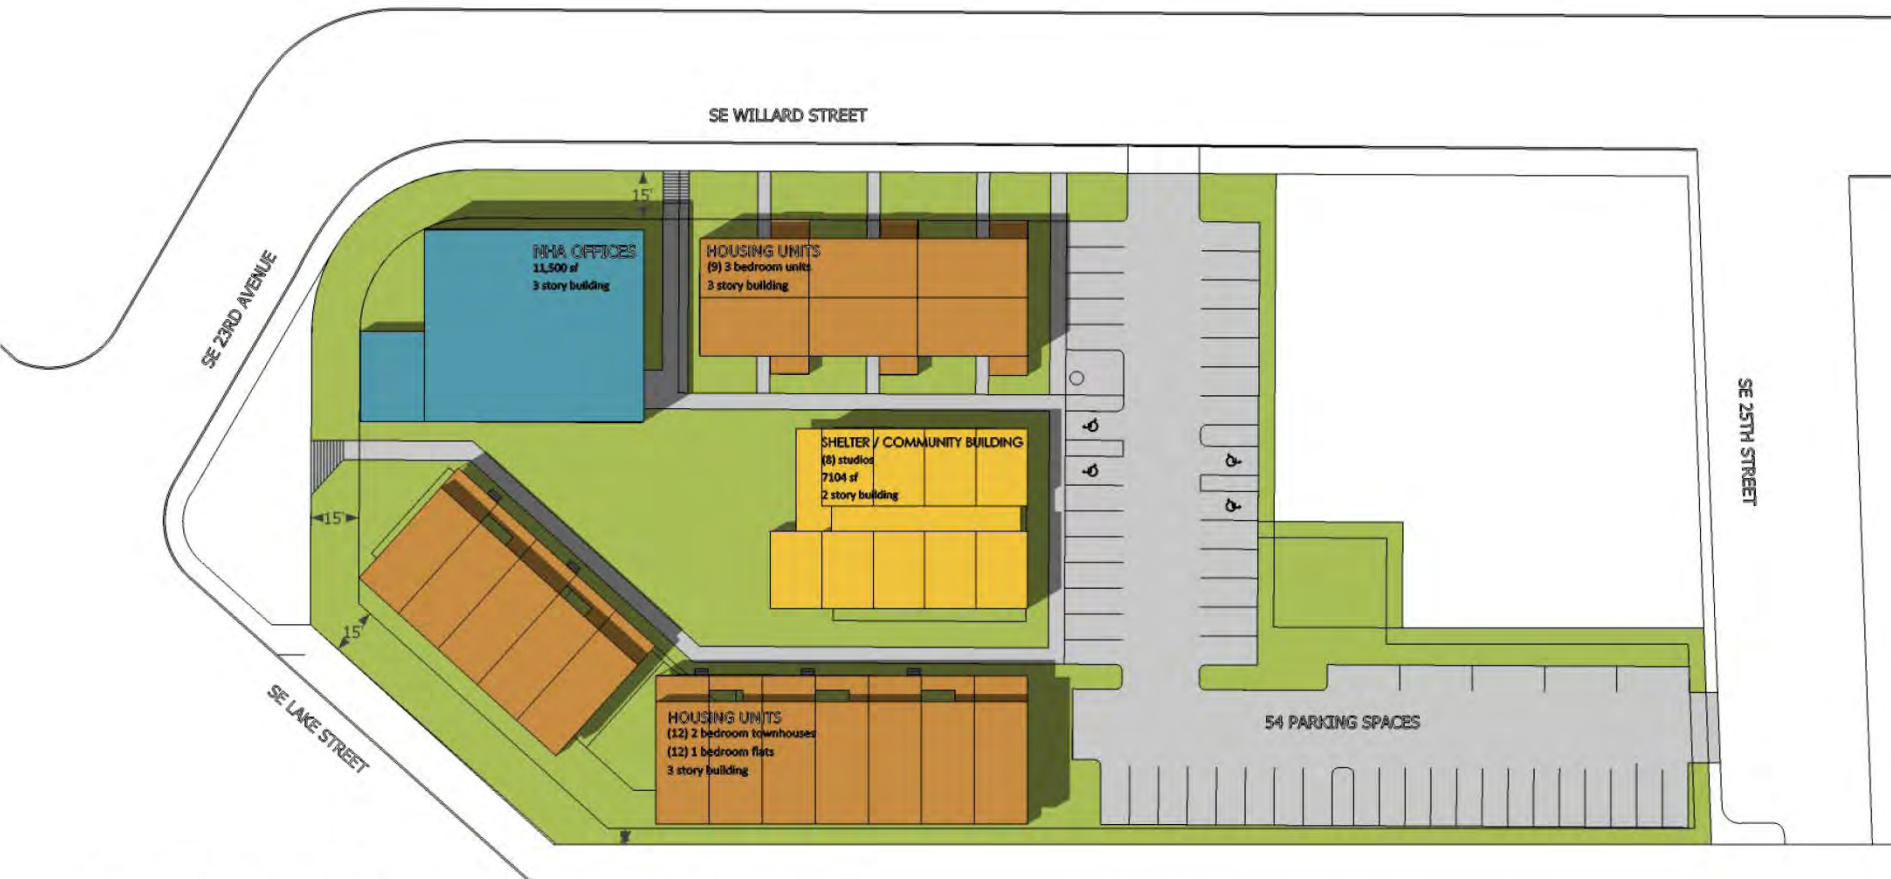 SE WILLARD STREET
15'
NHA OFFICES
11,500 sf
3 story building
HOUSING UNITS
(9) 3 bedroom units
3 story building
SE 23RD AVENUE
SHELTER / COMMUNITY BUILDING
(8) studios
7104 sf
2 story building
SE 25TH STREET
15'
15'
SE LAKE STREET
HOUSING UNITS
(12) 2 bedroom townhouses
(12) 1 bedroom flats
3 story building
54 PARKING SPACES